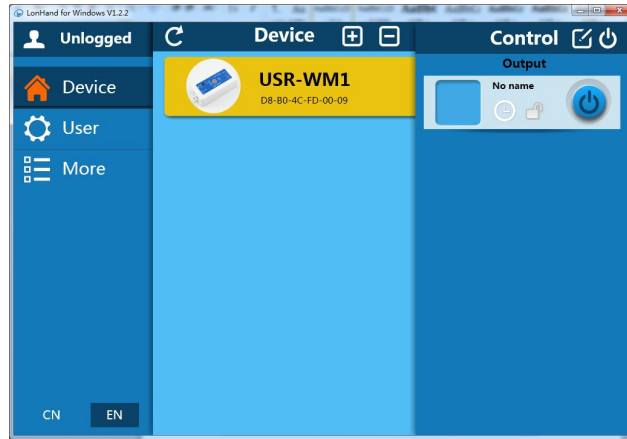 LonHand for Windows V1.2.2
Unlogged
Device
User
More
CN EN
Device
USR-WM1
D8-B0-4C-FD-00-09
Control
Output
No name